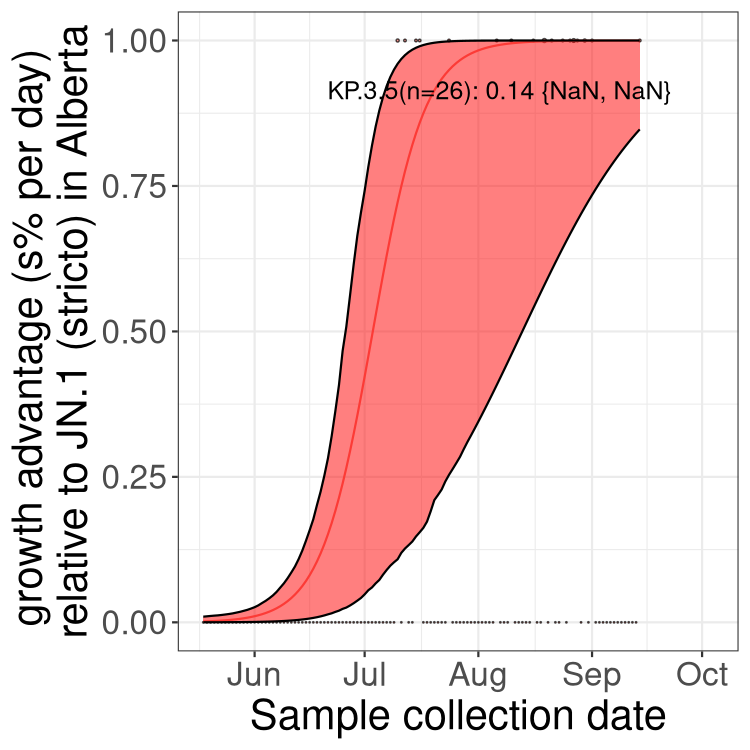 growth advantage (s% per day)
relative to JN.1 (stricto) in Alberta
1.00
0.75
0.50
0.25
0.00
KP.3.5(n=26): 0.14 {NaN, NaN}
Jun Jul Aug Sep Oct
Sample collection date